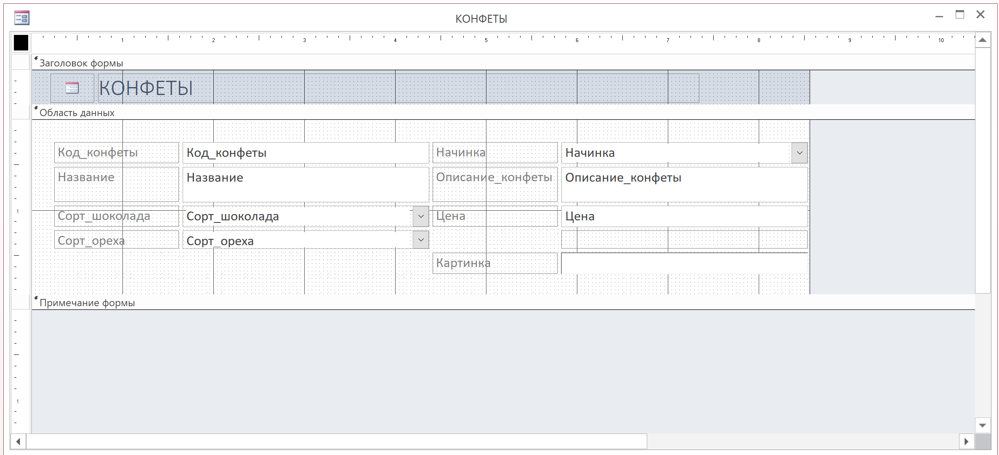 КОНФЕТЫ
1 2 3 4 5 6 7 8 9 10
Заголовок формы
КОНФЕТЫ
Область данных
Код_конфеты Код_конфеты Начинка Начинка
Название Название Описание_конфеты Описание_конфеты
1
Сорт_шоколада Сорт_шоколада Цена Цена
Сорт_ореха Сорт_ореха
Картинка
Примечание формы
1